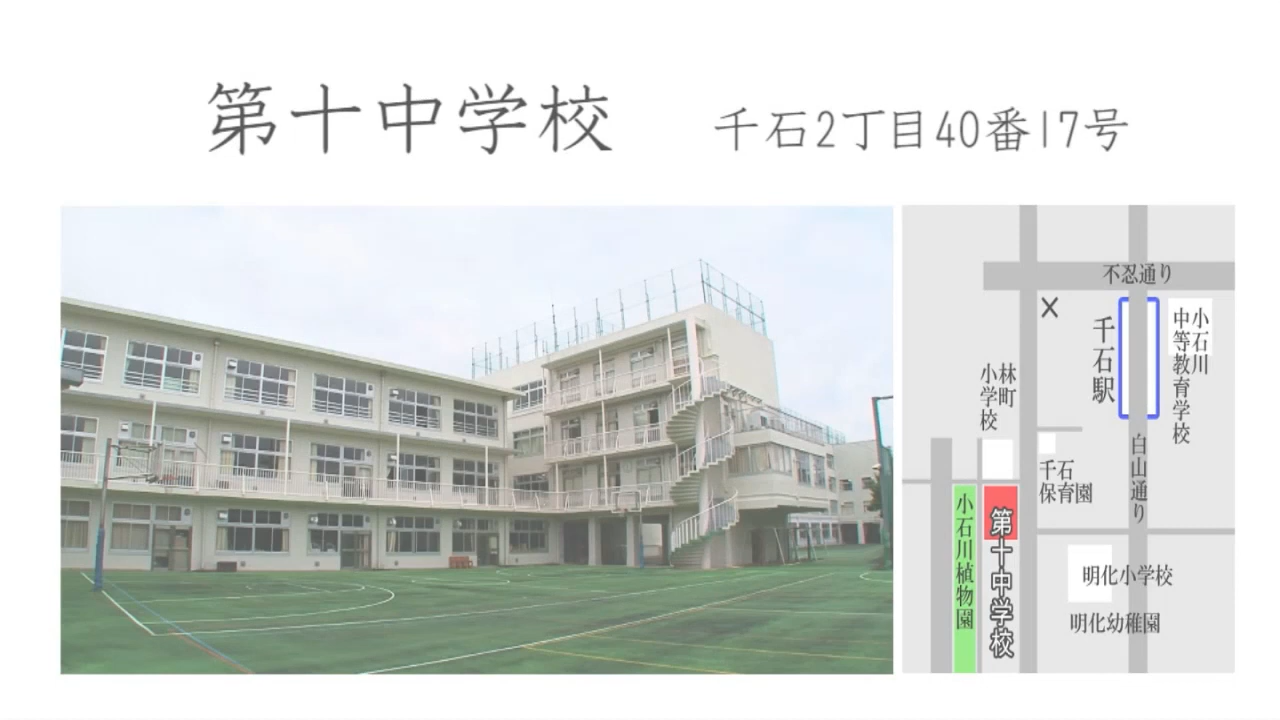 第十中学校
千石2丁目40番17号
不忍通り
千石駅
小石川
中等教育学校
林町
小学校
白山通り
千石
保育園
小石川植物園
第十中学校
明化小学校
明化幼稚園